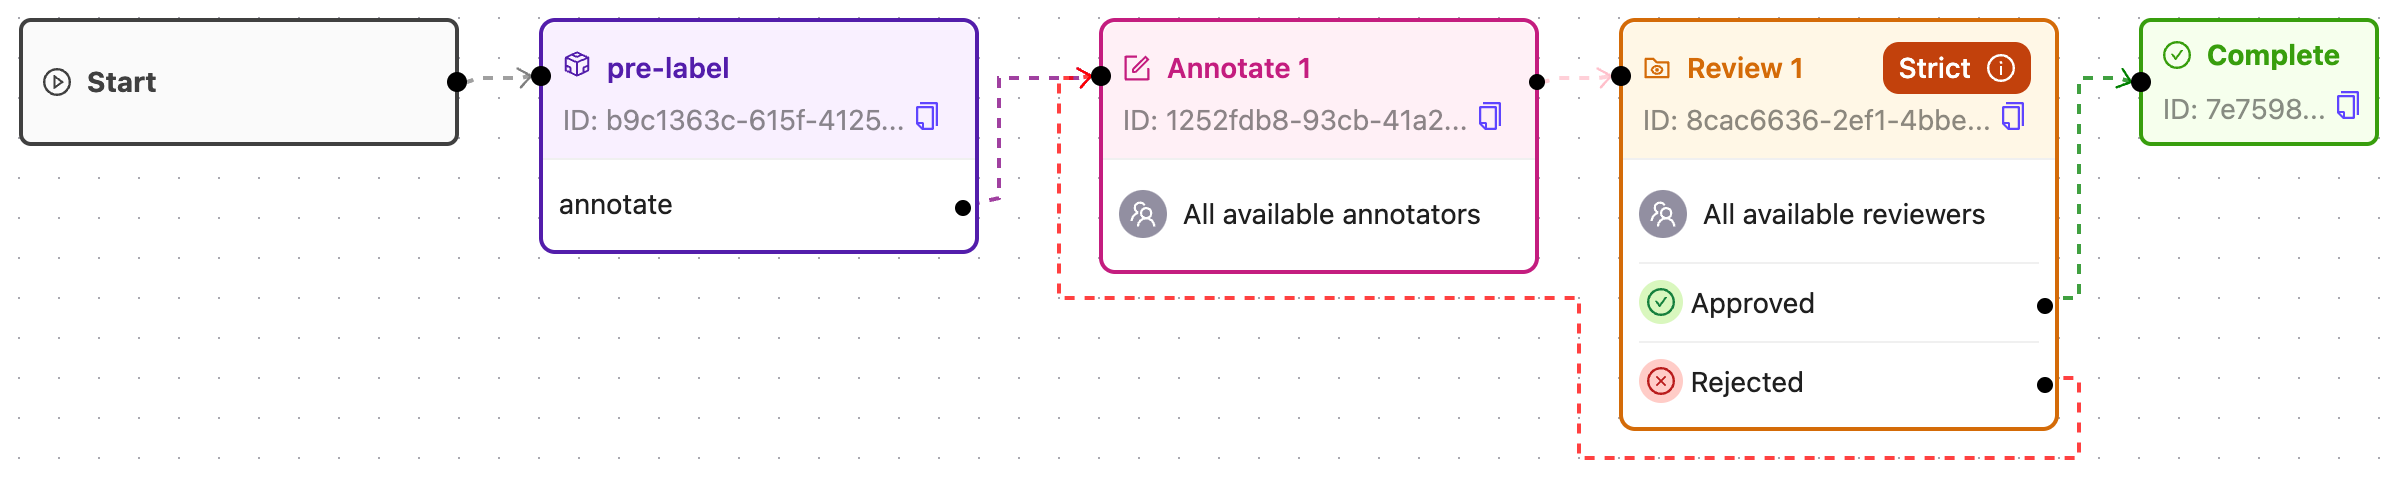 Start
pre-label
ID: b9c1363c-615f-4125...
annotate
Annotate 1
ID: 1252fdb8-93cb-41a2...
All available annotators
Review 1
Strict
ID: 8cac6636-2ef1-4bbe...
All available reviewers
Approved
Rejected
Complete
ID: 7e7598...